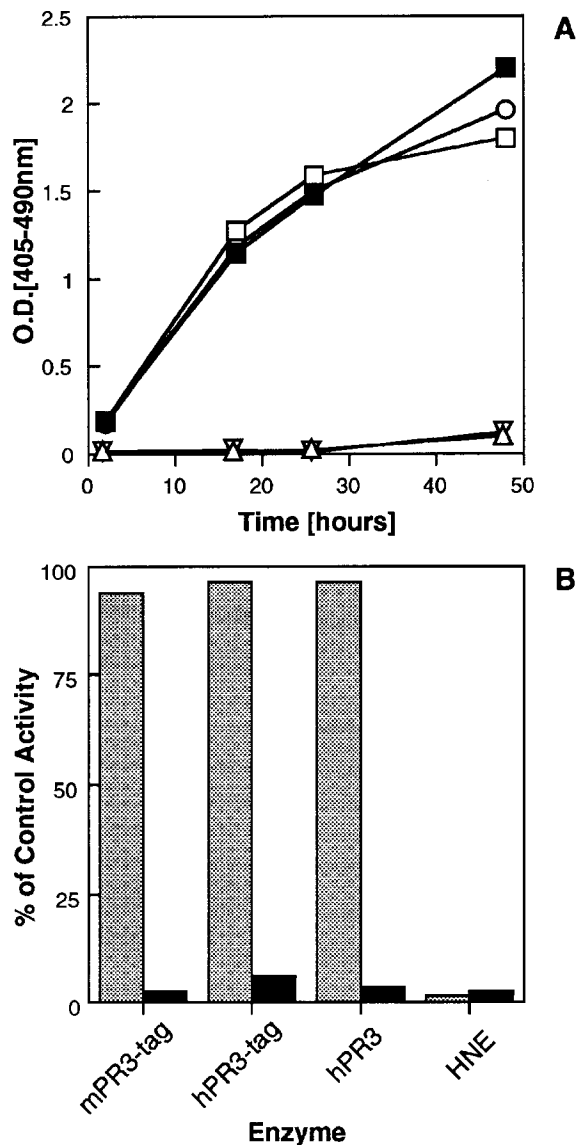 A
2.5
2
1.5
1
0.5
0
O.D.[405-490nm]
0 10 20 30 40 50
Time [hours]
B
100
75
50
25
0
% of Control Activity
mPR3-tag hPR3-tag hPR3 HNE
Enzyme